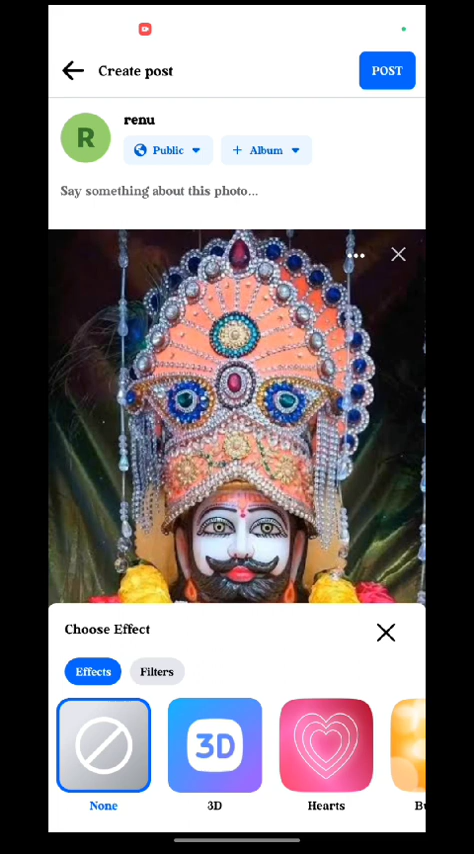 Create post
POST
R
renu
Public
+ Album
Say something about this photo...
Choose Effect
Effects
Filters
3D
None
3D
Hearts